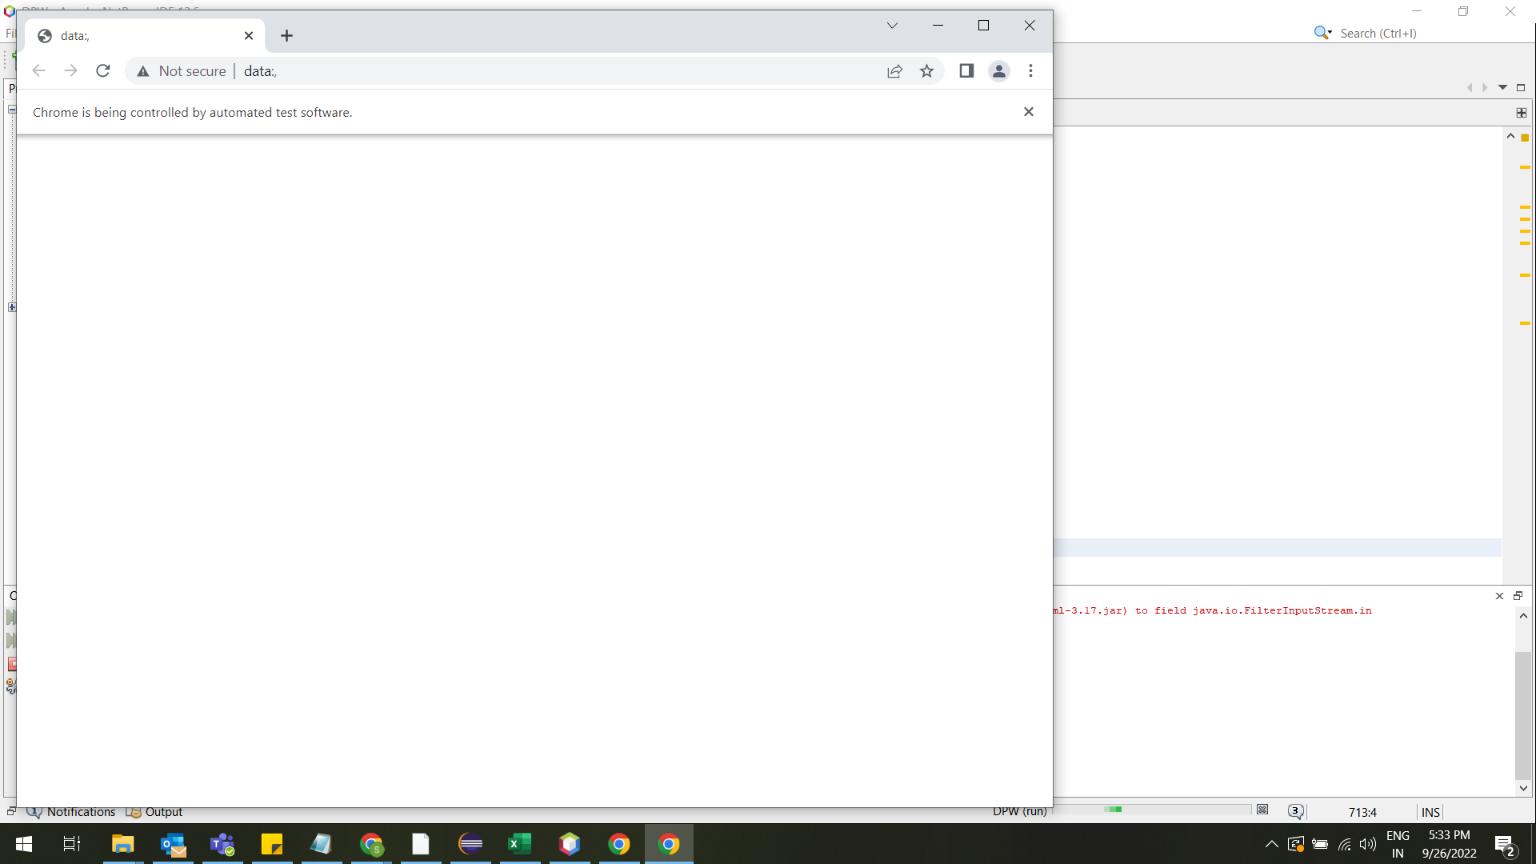 data:,
Search (Ctrl+I)
Not secure
data:,
Chrome is being controlled by automated test software.
ml-3.17.jar) to field java.io.FilterInputStream.in
Notifications
Output
DPW (run)
3
713:4
INS
ENG
IN
5:33 PM
9/26/2022
2